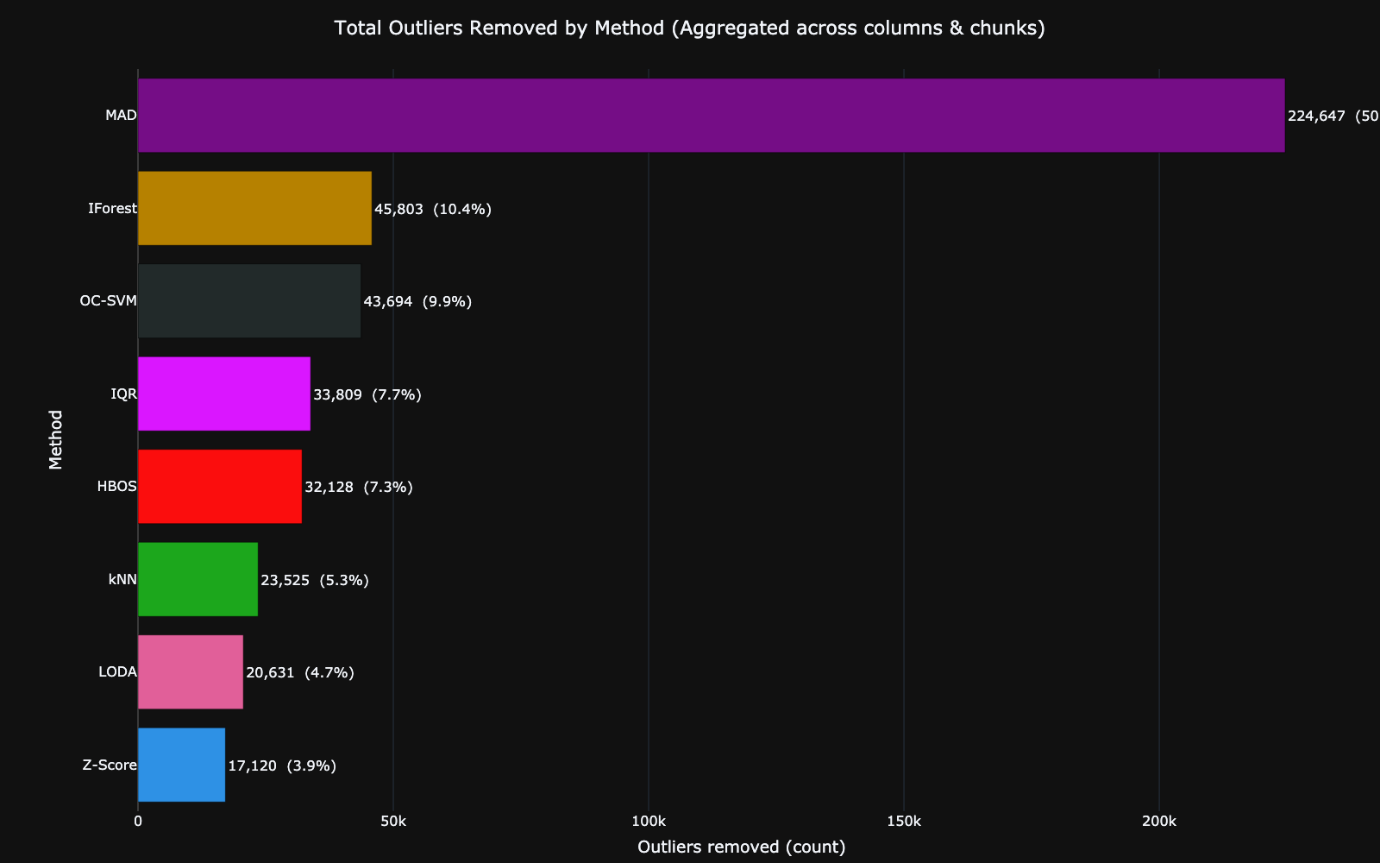 Total Outliers Removed by Method (Aggregated across columns & chunks)
MAD
224,647 (50
IForest
45,803 (10.4%)
OC-SVM
43,694 (9.9%)
IQR
33,809 (7.7%)
HBOS
32,128 (7.3%)
kNN
23,525 (5.3%)
LODA
20,631 (4.7%)
Z-Score
17,120 (3.9%)
Method
0 50k 100k 150k 200k
Outliers removed (count)